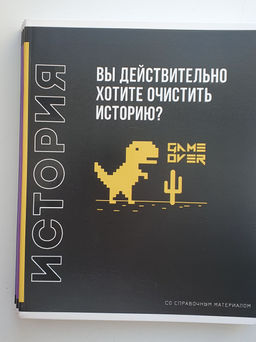 ИСТОРИЯ
ВЫ ДЕЙСТВИТЕЛЬНО
ХОТИТЕ ОЧИСТИТЬ
ИСТОРИЮ?
GAME
OVER
СО СПРАВОЧНЫМ МАТЕРИАЛОМ